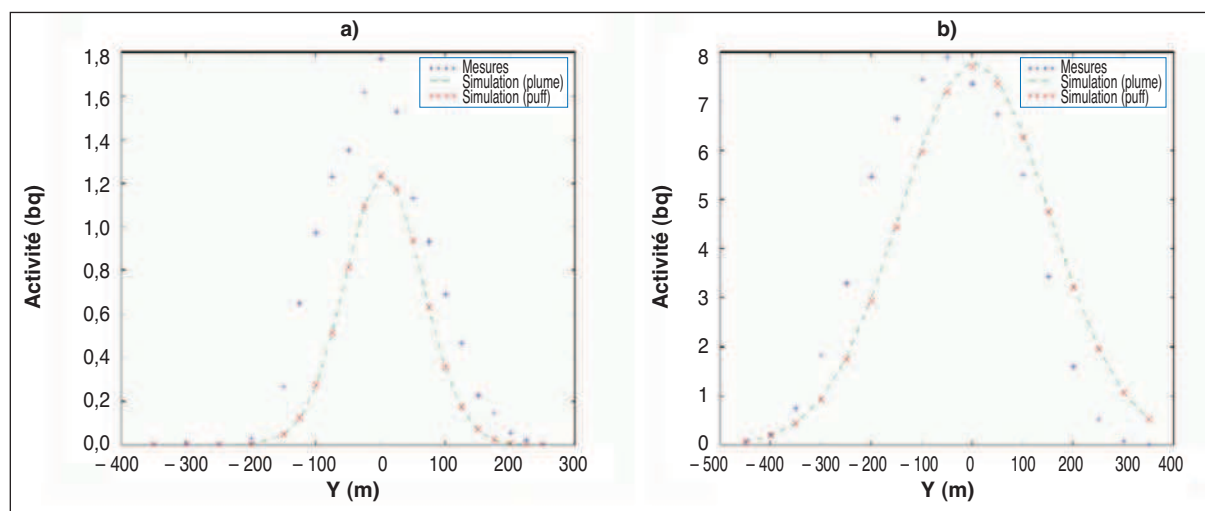 a)
1,8
1,6
1,4
1,2
1,0
0,8
0,6
0,4
0,2
0,0
Activité (bq)
Mesures
Simulation (plume)
Simulation (puff)
– 400 – 300 – 200 – 100 0 100 200 300
Y (m)
b)
8
7
6
5
4
3
2
1
0
Activité (bq)
Mesures
Simulation (plume)
Simulation (puff)
– 500 – 400 – 300 – 200 – 100 0 100 200 300 400
Y (m)